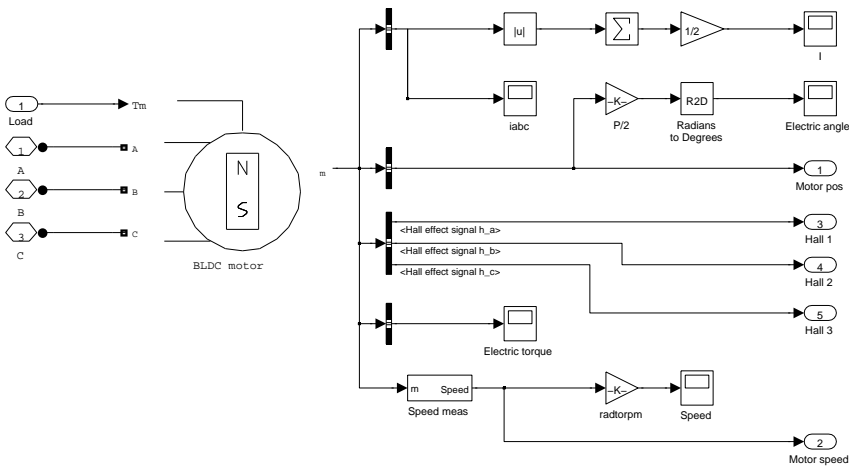 |u|
Σ
1/2
I
1
Load
Tm
iabc
-K-
P/2
R2D
Radians
to Degrees
Electric angle
1
A
A
2
B
B
3
C
C
N
S
BLDC motor
m
1
Motor pos
<Hall effect signal h_a>
3
Hall 1
<Hall effect signal h_b>
4
Hall 2
<Hall effect signal h_c>
5
Hall 3
Electric torque
m
Speed
Speed meas
-K-
radtorpm
Speed
2
Motor speed